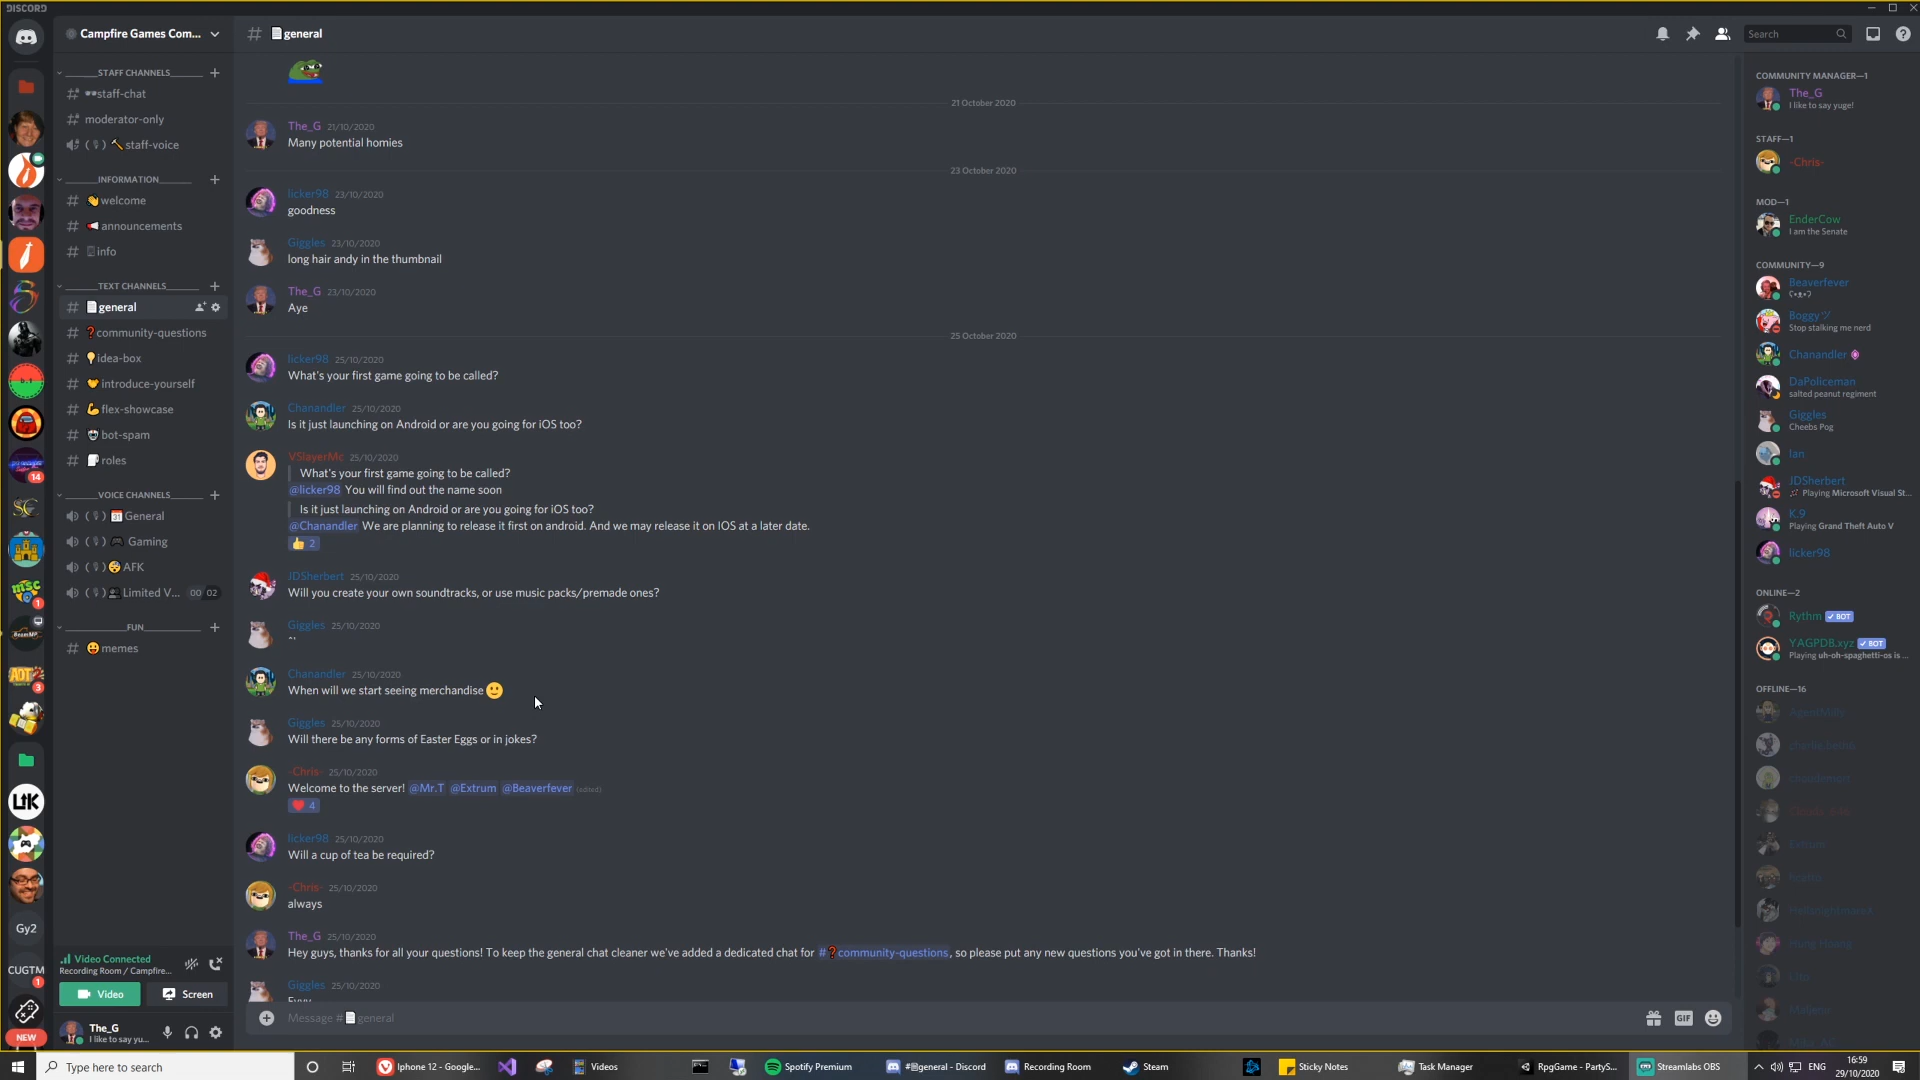 DISCORD
Campfire Games Com...
general
Search
STAFF CHANNELS
staff-chat
moderator-only
staff-voice
INFORMATION
welcome
announcements
info
TEXT CHANNELS
general
community-questions
idea-box
introduce-yourself
flex-showcase
bot-spam
roles
VOICE CHANNELS
General
Gaming
AFK
Limited V... 00 02
FUN
memes
14
1
3
Gy2
CUGTM
1
NEW
Video Connected
Recording Room / Campfire...
Video Screen
The_G
I like to say yu...
21 October 2020
The_G 21/10/2020
Many potential homies
23 October 2020
licker98 23/10/2020
goodness
Giggles 23/10/2020
long hair andy in the thumbnail
The_G 23/10/2020
Aye
25 October 2020
licker98 25/10/2020
What's your first game going to be called?
Chanandler 25/10/2020
Is it just launching on Android or are you going for iOS too?
VSlayerMc 25/10/2020
What's your first game going to be called?
@licker98 You will find out the name soon
Is it just launching on Android or are you going for iOS too?
@Chanandler We are planning to release it first on android. And we may release it on IOS at a later date.
👍 2
JDSherbert 25/10/2020
Will you create your own soundtracks, or use music packs/premade ones?
Giggles 25/10/2020
Chanandler 25/10/2020
When will we start seeing merchandise 🙂
Giggles 25/10/2020
Will there be any forms of Easter Eggs or in jokes?
-Chris- 25/10/2020
Welcome to the server! @Mr.T @Extrum @Beaverfever (edited)
❤️ 4
licker98 25/10/2020
Will a cup of tea be required?
-Chris- 25/10/2020
always
The_G 25/10/2020
Hey guys, thanks for all your questions! To keep the general chat cleaner we've added a dedicated chat for #❓community-questions, so please put any new questions you've got in there. Thanks!
Giggles 25/10/2020
Message #general
GIF
COMMUNITY MANAGER—1
The_G
I like to say yuge!
STAFF—1
-Chris-
MOD—1
EnderCow
I am the Senate
COMMUNITY—9
Beaverfever
Boggyツ
Stop stalking me nerd
Chanandler
DaPoliceman
salted peanut regiment
Giggles
Cheebs Pog
Ian
JDSherbert
Playing Microsoft Visual St...
K.9
Playing Grand Theft Auto V
licker98
ONLINE—2
Rythm ✓ BOT
YAGPDB.xyz ✓ BOT
Playing uh-oh-spaghetti-os is ...
OFFLINE—16
Extrum
Type here to search
Iphone 12 - Google...
Videos
Spotify Premium
#general - Discord
Recording Room
Steam
Sticky Notes
Task Manager
RpgGame - PartyS...
Streamlabs OBS
ENG
16:59
29/10/2020